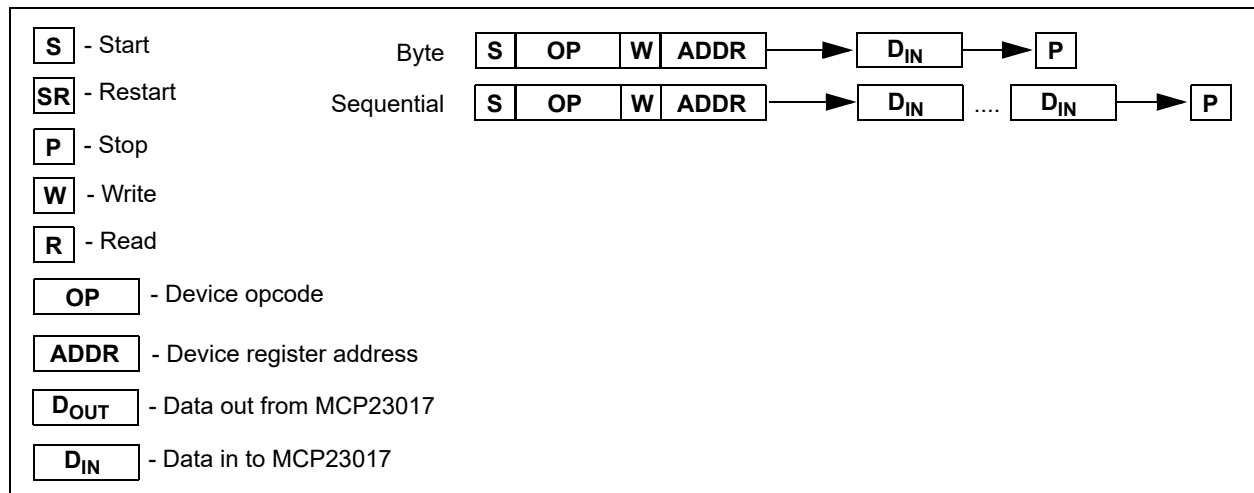 S - Start
SR - Restart
P - Stop
W - Write
R - Read
OP - Device opcode
ADDR - Device register address
DOUT - Data out from MCP23017
DIN - Data in to MCP23017
Byte S OP W ADDR DIN P
Sequential S OP W ADDR DIN .... DIN P